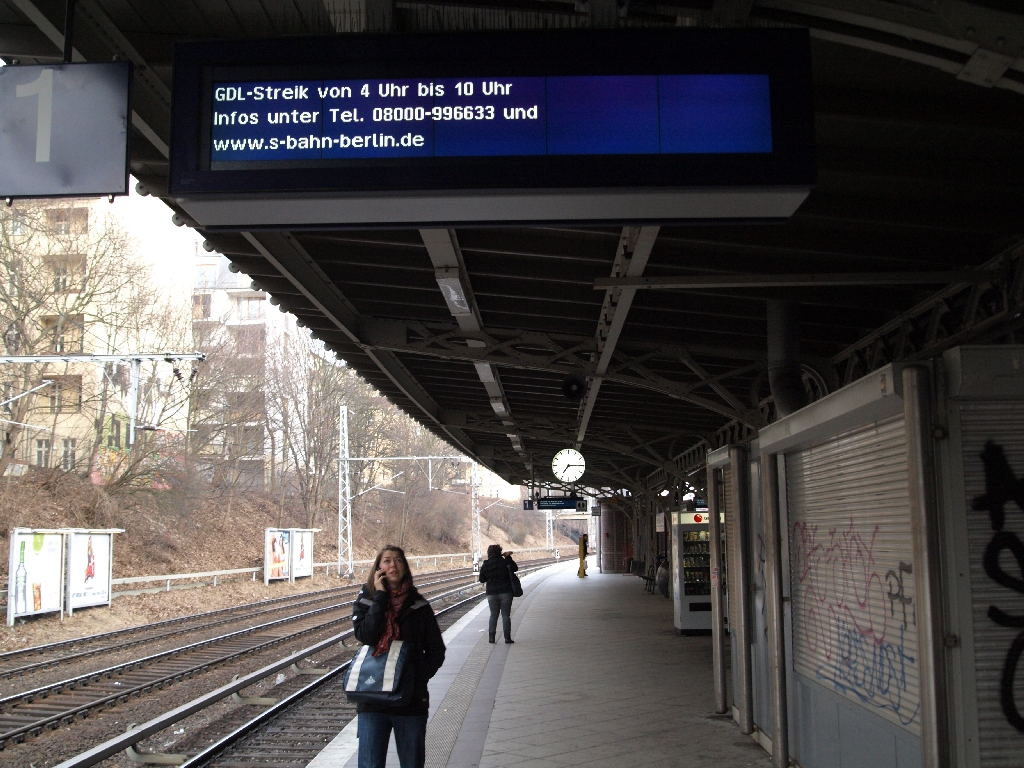 1
GDL-Streik von 4 Uhr bis 10 Uhr
Infos unter Tel. 08000-996633 und
www.s-bahn-berlin.de